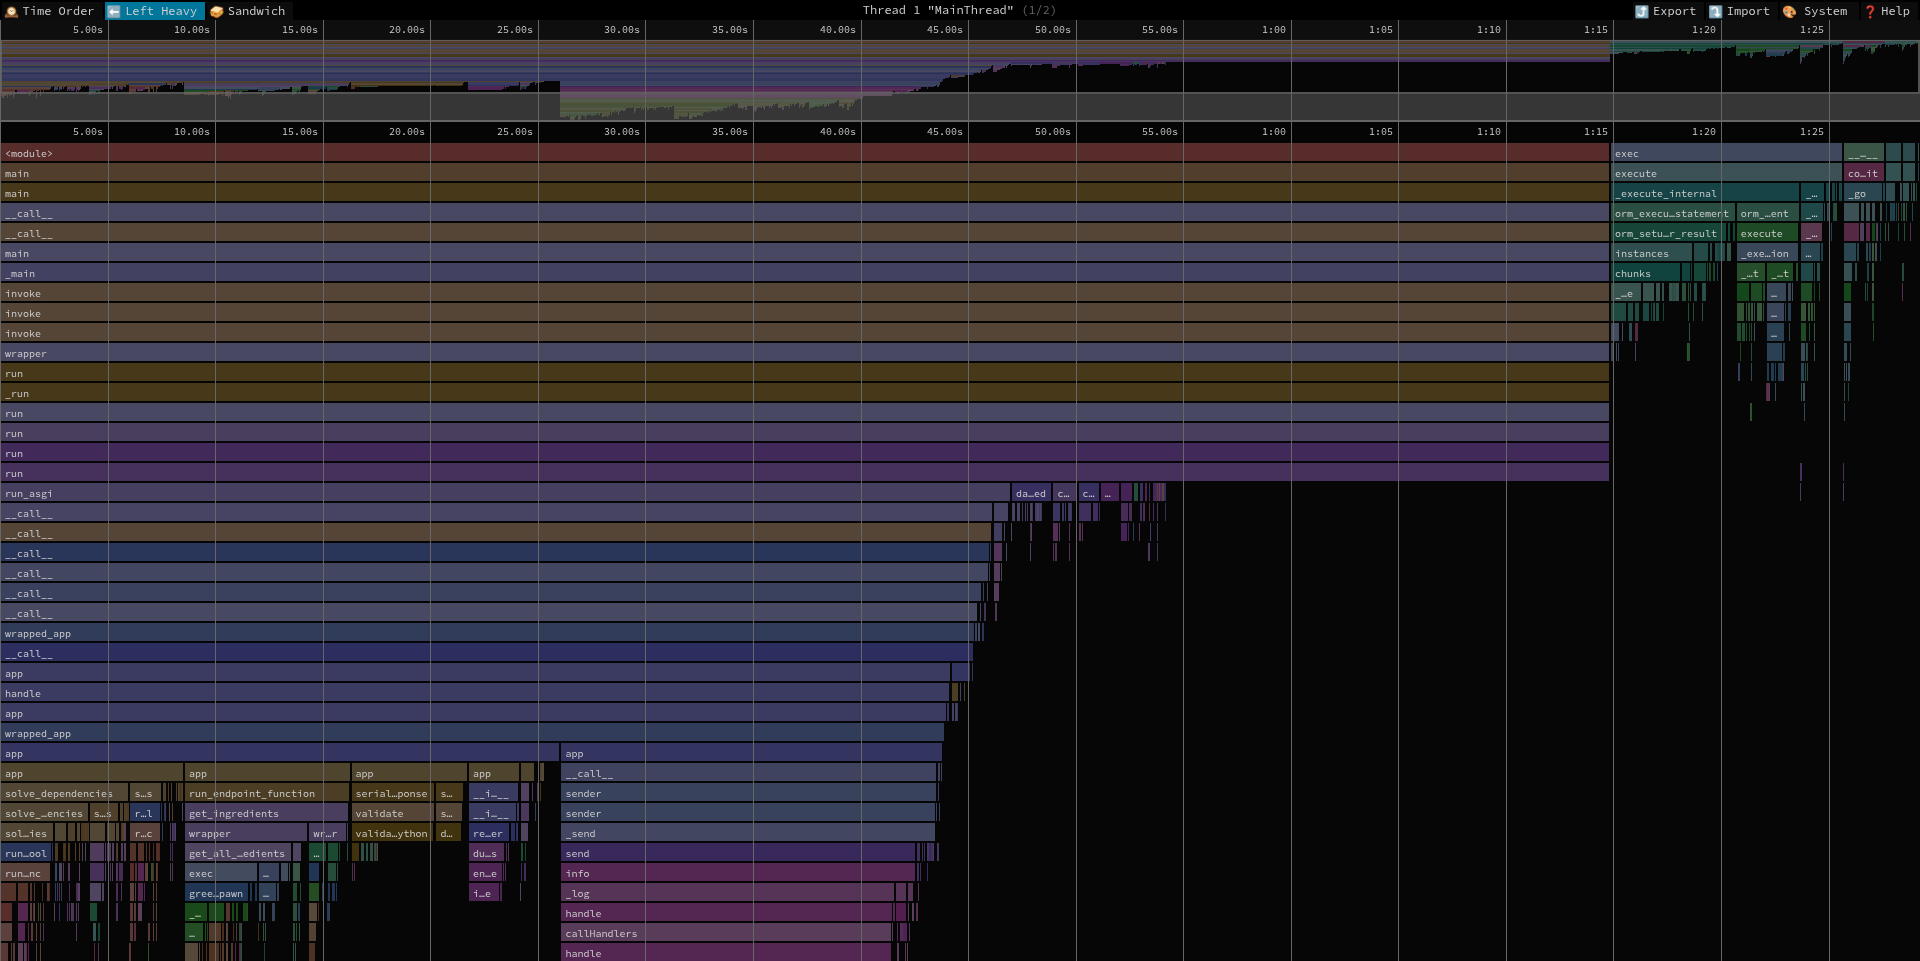 Time Order Left Heavy Sandwich Thread 1 "MainThread" (1/2) Export Import System Help
5.00s 10.00s 15.00s 20.00s 25.00s 30.00s 35.00s 40.00s 45.00s 50.00s 55.00s 1:00 1:05 1:10 1:15 1:20 1:25
5.00s 10.00s 15.00s 20.00s 25.00s 30.00s 35.00s 40.00s 45.00s 50.00s 55.00s 1:00 1:05 1:10 1:15 1:20 1:25
<module> exec __…__
main execute co…it
main _execute_internal _… _go
__call__ orm_execu…statement orm_…ent _…
__call__ orm_setu…r_result execute _…
main instances _exe…ion …
_main chunks _…t _…t
invoke _…e …
invoke …
invoke …
wrapper
run
_run
run
run
run
run
run_asgi da…ed c… c… …
__call__
__call__
__call__
__call__
__call__
__call__
wrapped_app
__call__
app
handle
app
wrapped_app
app app
app app app app __call__
solve_dependencies s…s run_endpoint_function serial…ponse s… __i…__ sender
solve_…encies s…s r…l get_ingredients validate s… __i…__ sender
sol…ies r…c wrapper wr…r valida…ython d… re…er _send
run…ool get_all_…edients … du…s send
run…nc exec … en…e info
gree…pawn … i…e _log
_… handle
… callHandlers
handle